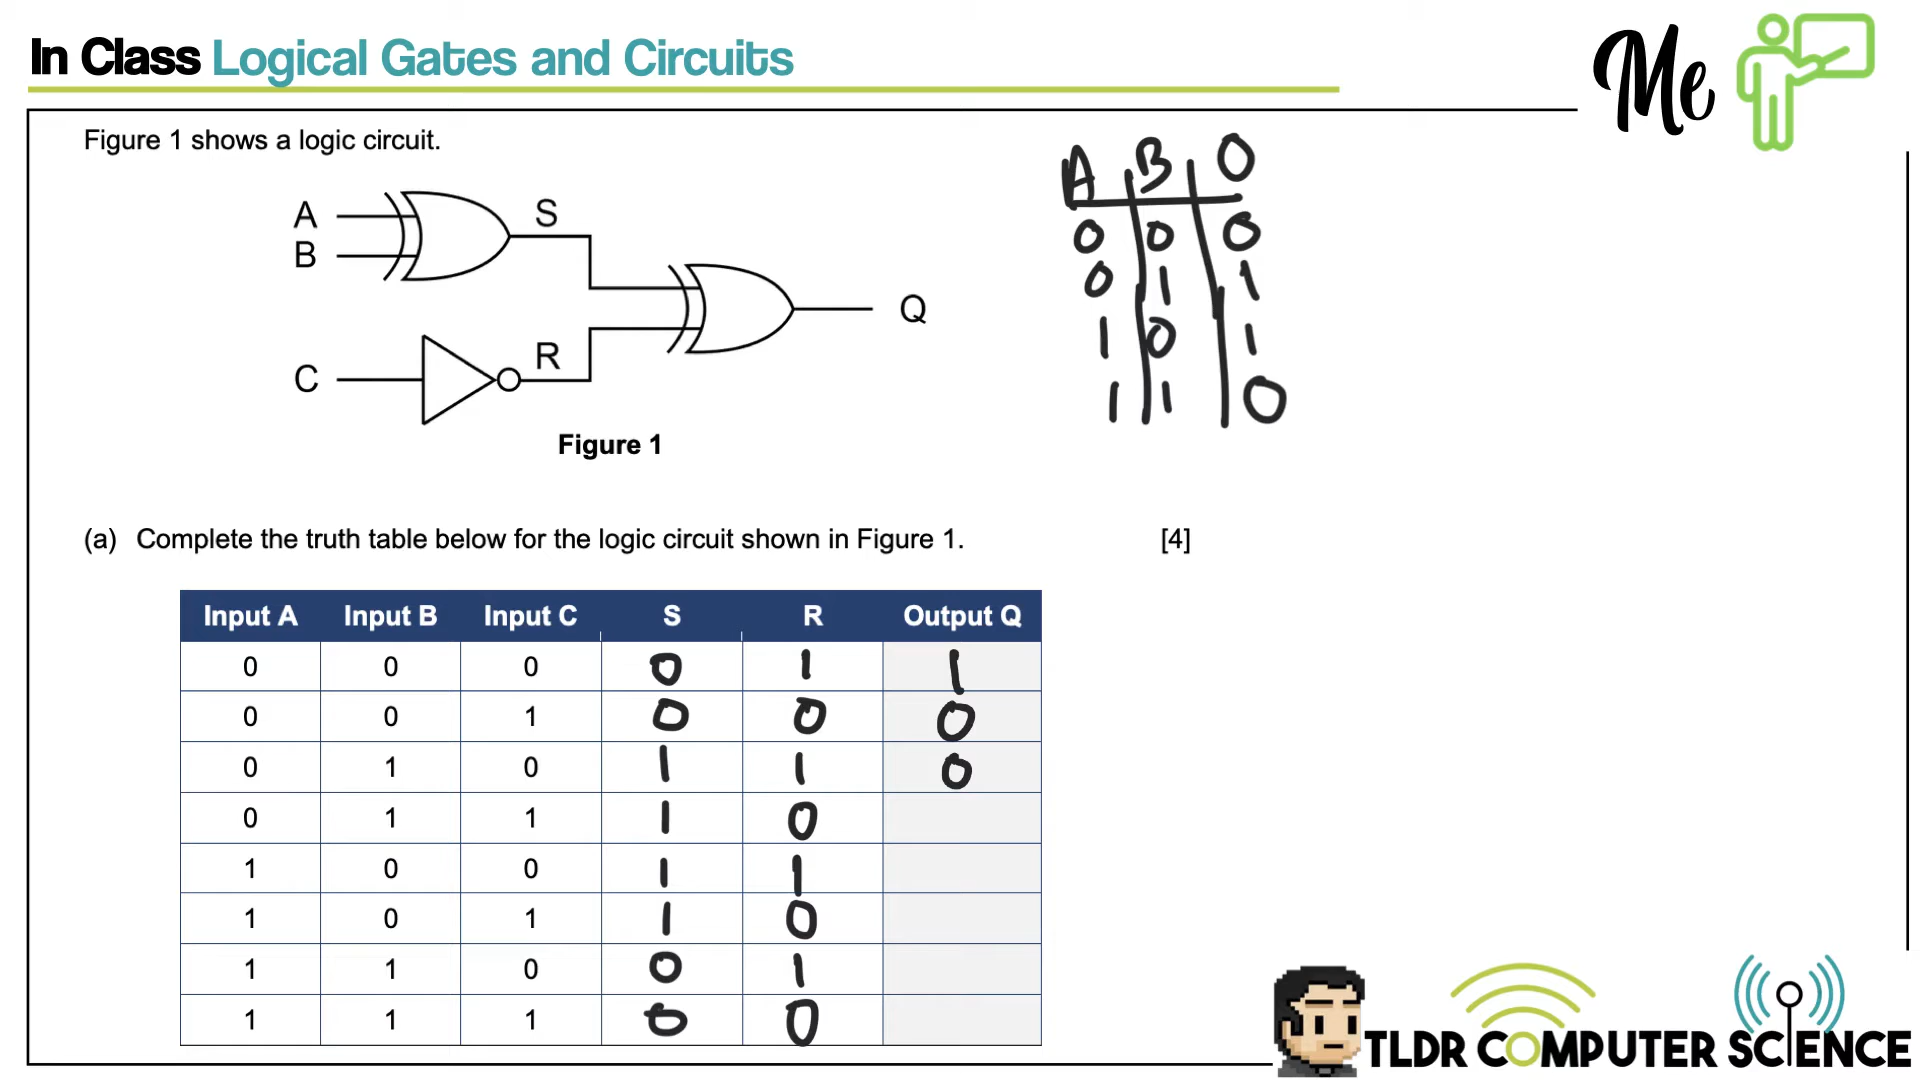 In Class Logical Gates and Circuits
Me
Figure 1 shows a logic circuit.
A B O
0 0 0
0 1 1
1 0 1
1 1 0
A
B
S
Q
R
C
Figure 1
(a) Complete the truth table below for the logic circuit shown in Figure 1. [4]
Input A Input B Input C S R Output Q
0 0 0 0 1 1
0 0 1 0 0 0
0 1 0 1 1 0
0 1 1 1 0
1 0 0 1 1
1 0 1 1 0
1 1 0 0 1
1 1 1 0 0
TLDR COMPUTER SCIENCE